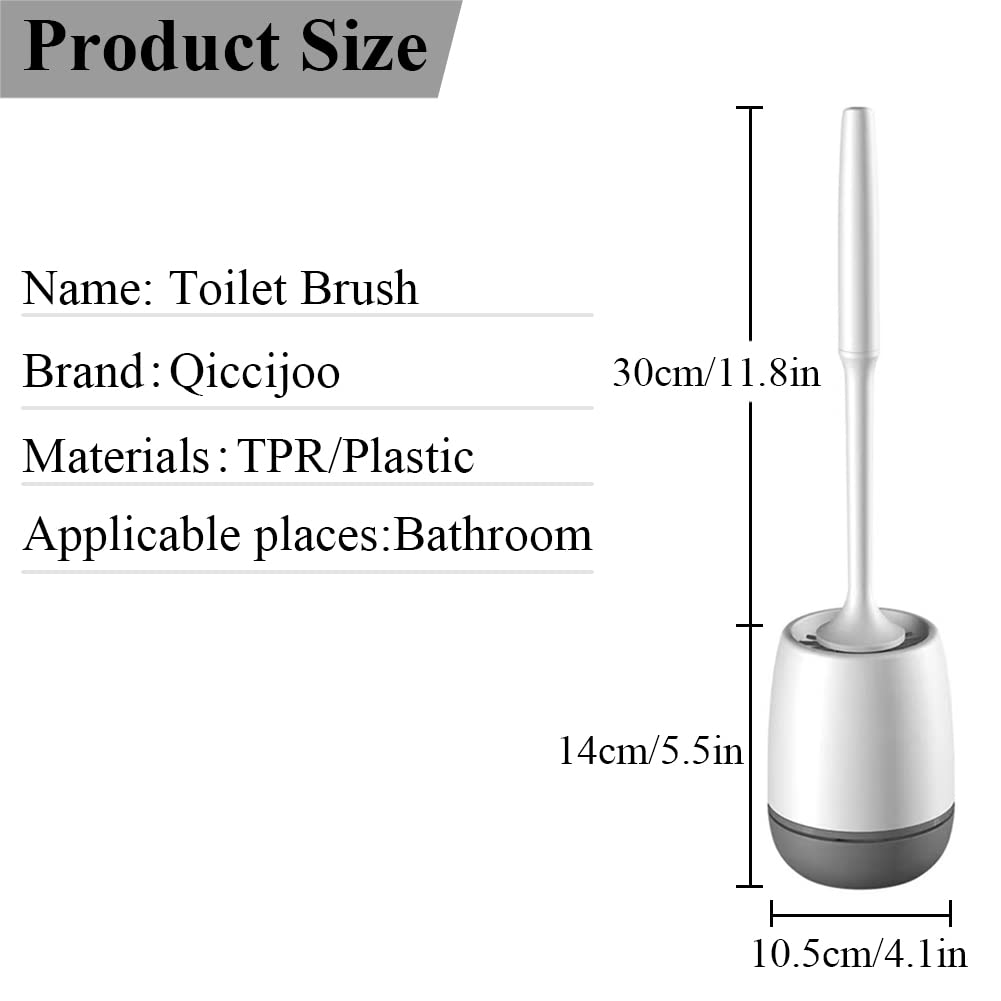 Product Size
Name: Toilet Brush
Brand:Qiccijoo
Materials:TPR/Plastic
Applicable places:Bathroom
30cm/11.8in
14cm/5.5in
10.5cm/4.1in